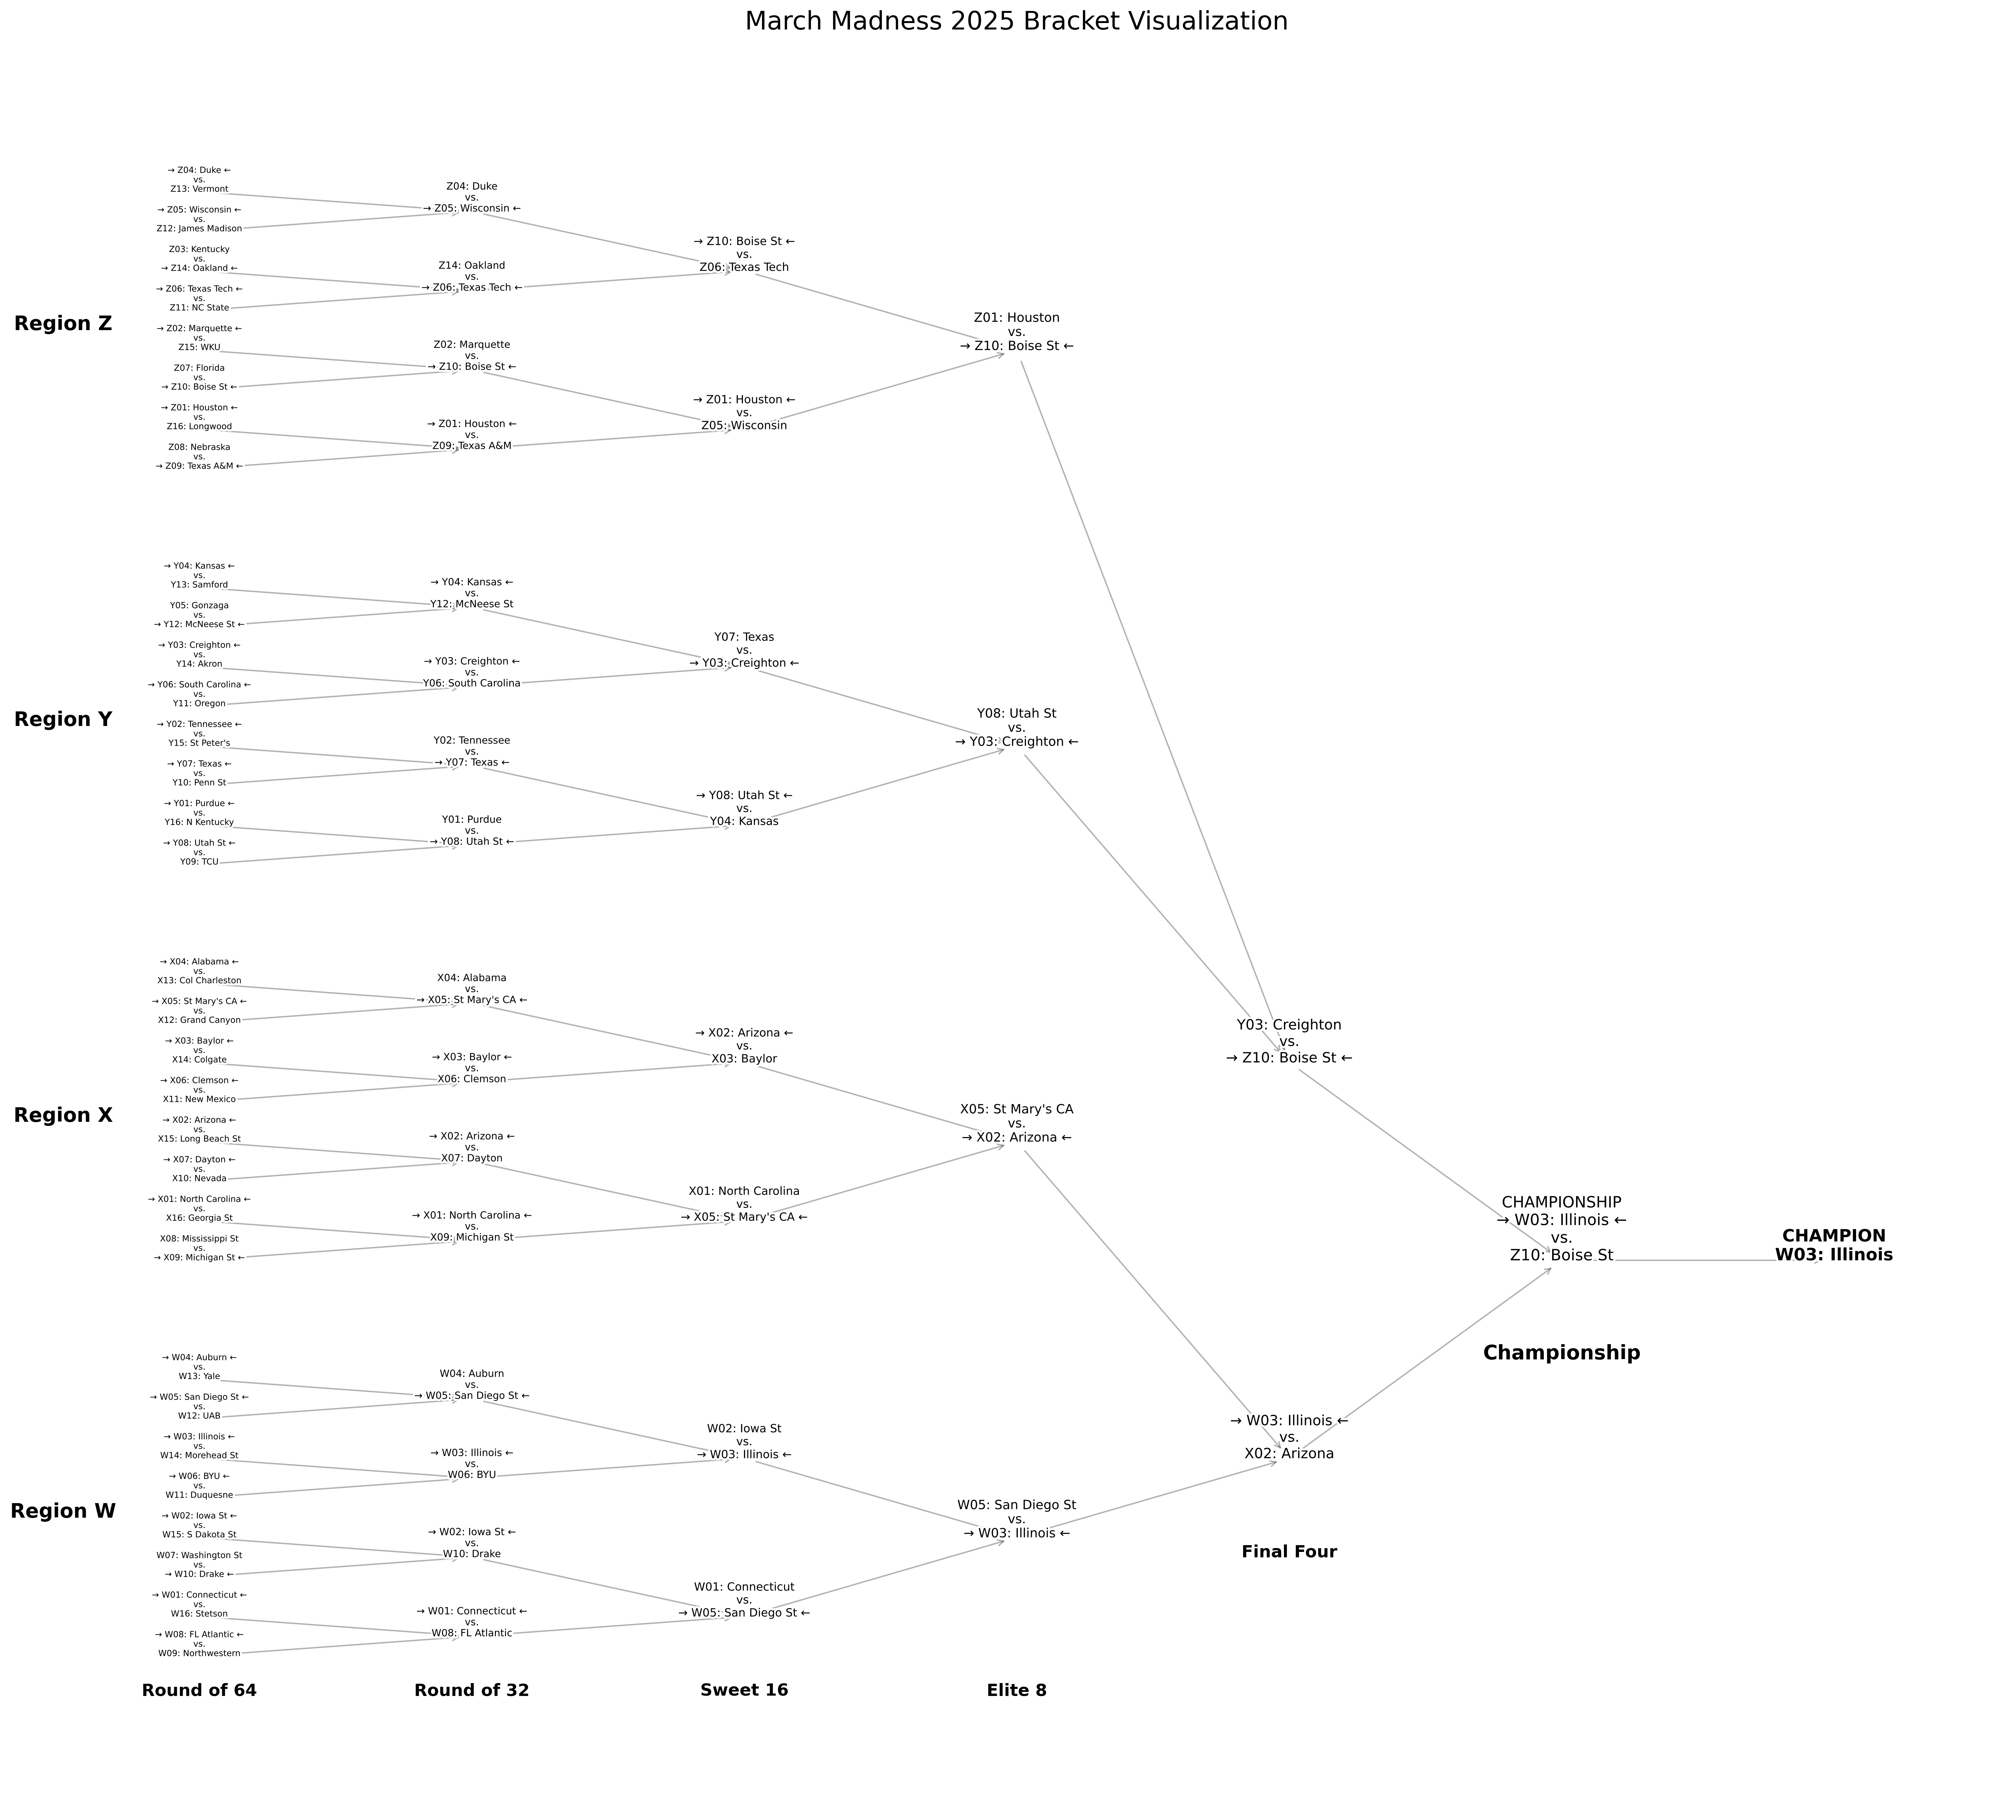 March Madness 2025 Bracket Visualization
Region Z
→ Z04: Duke ←
vs.
Z13: Vermont
→ Z05: Wisconsin ←
vs.
Z12: James Madison
Z03: Kentucky
vs.
→ Z14: Oakland ←
→ Z06: Texas Tech ←
vs.
Z11: NC State
→ Z02: Marquette ←
vs.
Z15: WKU
Z07: Florida
vs.
→ Z10: Boise St ←
→ Z01: Houston ←
vs.
Z16: Longwood
Z08: Nebraska
vs.
→ Z09: Texas A&M ←
Z04: Duke
vs.
→ Z05: Wisconsin ←
Z14: Oakland
vs.
→ Z06: Texas Tech ←
Z02: Marquette
vs.
→ Z10: Boise St ←
→ Z01: Houston ←
vs.
Z09: Texas A&M
→ Z10: Boise St ←
vs.
Z06: Texas Tech
→ Z01: Houston ←
vs.
Z05: Wisconsin
Z01: Houston
vs.
→ Z10: Boise St ←
Region Y
→ Y04: Kansas ←
vs.
Y13: Samford
Y05: Gonzaga
vs.
→ Y12: McNeese St ←
→ Y03: Creighton ←
vs.
Y14: Akron
→ Y06: South Carolina ←
vs.
Y11: Oregon
→ Y02: Tennessee ←
vs.
Y15: St Peter's
→ Y07: Texas ←
vs.
Y10: Penn St
→ Y01: Purdue ←
vs.
Y16: N Kentucky
→ Y08: Utah St ←
vs.
Y09: TCU
→ Y04: Kansas ←
vs.
Y12: McNeese St
→ Y03: Creighton ←
vs.
Y06: South Carolina
Y02: Tennessee
vs.
→ Y07: Texas ←
Y01: Purdue
vs.
→ Y08: Utah St ←
Y07: Texas
vs.
→ Y03: Creighton ←
→ Y08: Utah St ←
vs.
Y04: Kansas
Y08: Utah St
vs.
→ Y03: Creighton ←
Region X
→ X04: Alabama ←
vs.
X13: Col Charleston
→ X05: St Mary's CA ←
vs.
X12: Grand Canyon
→ X03: Baylor ←
vs.
X14: Colgate
→ X06: Clemson ←
vs.
X11: New Mexico
→ X02: Arizona ←
vs.
X15: Long Beach St
→ X07: Dayton ←
vs.
X10: Nevada
→ X01: North Carolina ←
vs.
X16: Georgia St
X08: Mississippi St
vs.
→ X09: Michigan St ←
X04: Alabama
vs.
→ X05: St Mary's CA ←
→ X03: Baylor ←
vs.
X06: Clemson
→ X02: Arizona ←
vs.
X07: Dayton
→ X01: North Carolina ←
vs.
X09: Michigan St
→ X02: Arizona ←
vs.
X03: Baylor
X01: North Carolina
vs.
→ X05: St Mary's CA ←
X05: St Mary's CA
vs.
→ X02: Arizona ←
Region W
→ W04: Auburn ←
vs.
W13: Yale
→ W05: San Diego St ←
vs.
W12: UAB
→ W03: Illinois ←
vs.
W14: Morehead St
→ W06: BYU ←
vs.
W11: Duquesne
→ W02: Iowa St ←
vs.
W15: S Dakota St
W07: Washington St
vs.
→ W10: Drake ←
→ W01: Connecticut ←
vs.
W16: Stetson
→ W08: FL Atlantic ←
vs.
W09: Northwestern
W04: Auburn
vs.
→ W05: San Diego St ←
→ W03: Illinois ←
vs.
W06: BYU
→ W02: Iowa St ←
vs.
W10: Drake
→ W01: Connecticut ←
vs.
W08: FL Atlantic
W02: Iowa St
vs.
→ W03: Illinois ←
W01: Connecticut
vs.
→ W05: San Diego St ←
W05: San Diego St
vs.
→ W03: Illinois ←
Y03: Creighton
vs.
→ Z10: Boise St ←
→ W03: Illinois ←
vs.
X02: Arizona
CHAMPIONSHIP
→ W03: Illinois ←
vs.
Z10: Boise St
CHAMPION
W03: Illinois
Championship
Final Four
Round of 64
Round of 32
Sweet 16
Elite 8